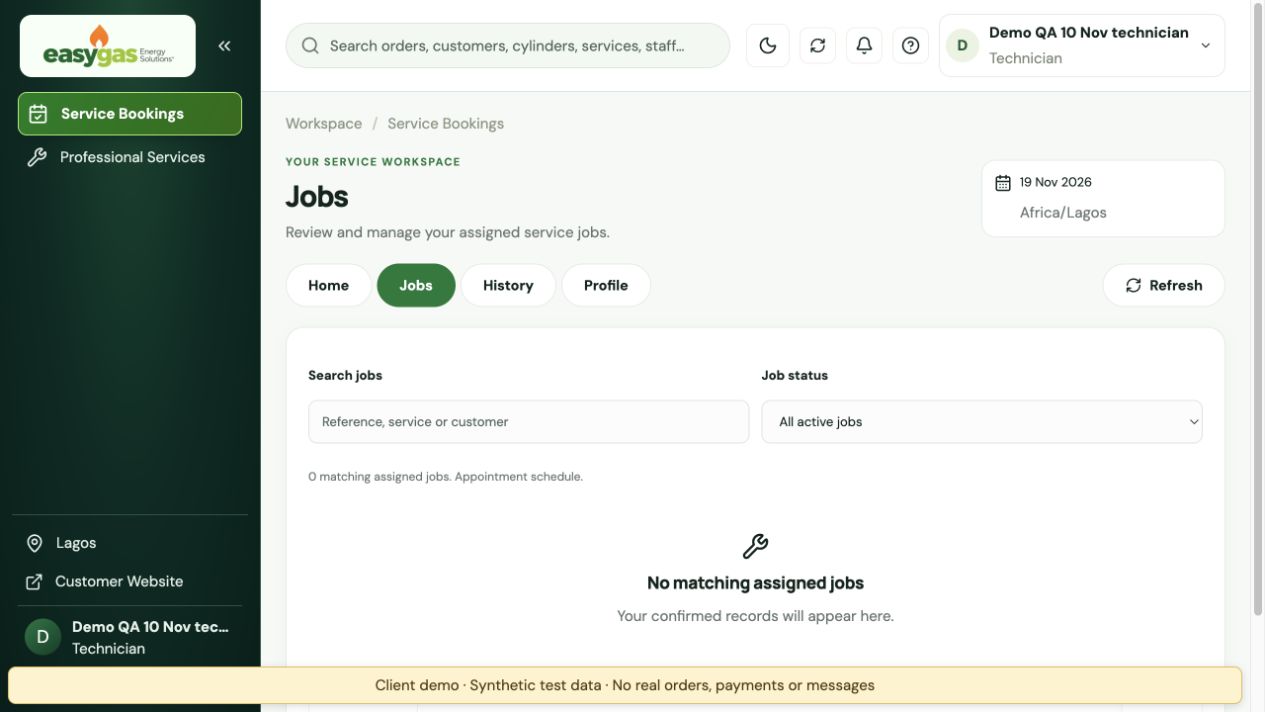 easygas Energy Solutions
Service Bookings
Professional Services
Lagos
Customer Website
D
Demo QA 10 Nov tec...
Technician
Search orders, customers, cylinders, services, staff...
D
Demo QA 10 Nov technician
Technician
Workspace / Service Bookings
YOUR SERVICE WORKSPACE
Jobs
Review and manage your assigned service jobs.
19 Nov 2026
Africa/Lagos
Home
Jobs
History
Profile
Refresh
Search jobs
Reference, service or customer
Job status
All active jobs
0 matching assigned jobs. Appointment schedule.
No matching assigned jobs
Your confirmed records will appear here.
Client demo · Synthetic test data · No real orders, payments or messages